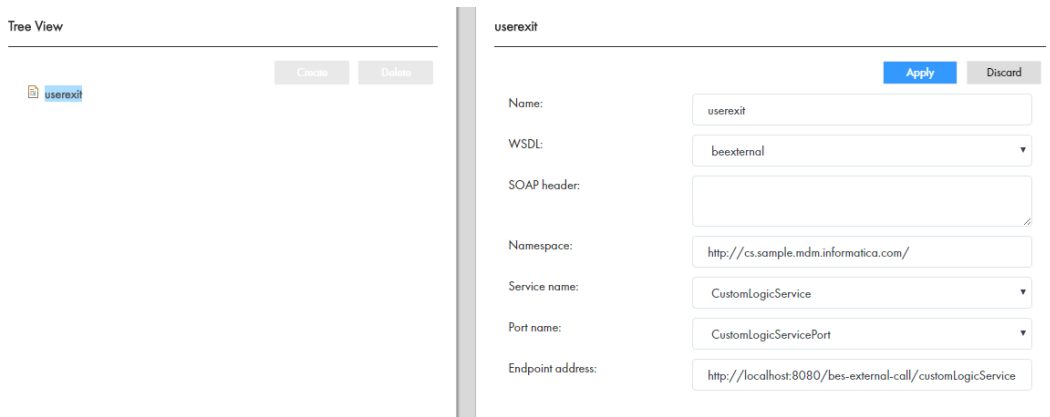 Tree View
Create Delete
userexit
userexit
Apply Discard
Name: userexit
WSDL: beexternal
SOAP header:
Namespace: http://cs.sample.mdm.informatica.com/
Service name: CustomLogicService
Port name: CustomLogicServicePort
Endpoint address: http://localhost:8080/bes-external-call/customLogicService